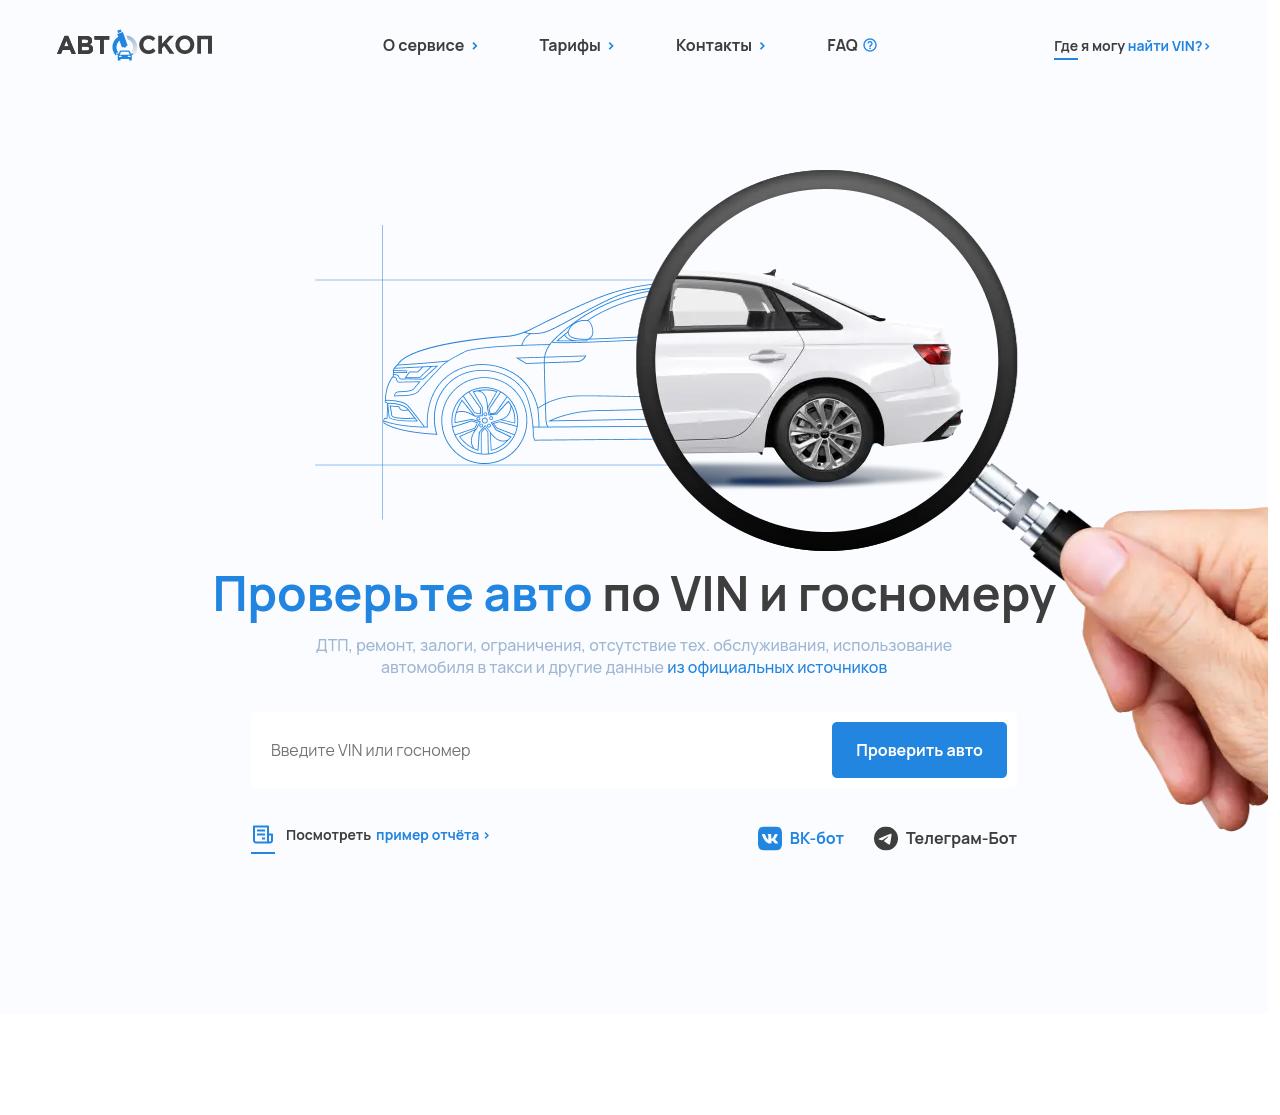 АВТОСКОП
О сервисе
Тарифы
Контакты
FAQ
Где я могу найти VIN?
Проверьте авто по VIN и госномеру
ДТП, ремонт, залоги, ограничения, отсутствие тех. обслуживания, использование
автомобиля в такси и другие данные из официальных источников
Введите VIN или госномер
Проверить авто
Посмотреть пример отчёта
ВК-бот
Телеграм-Бот